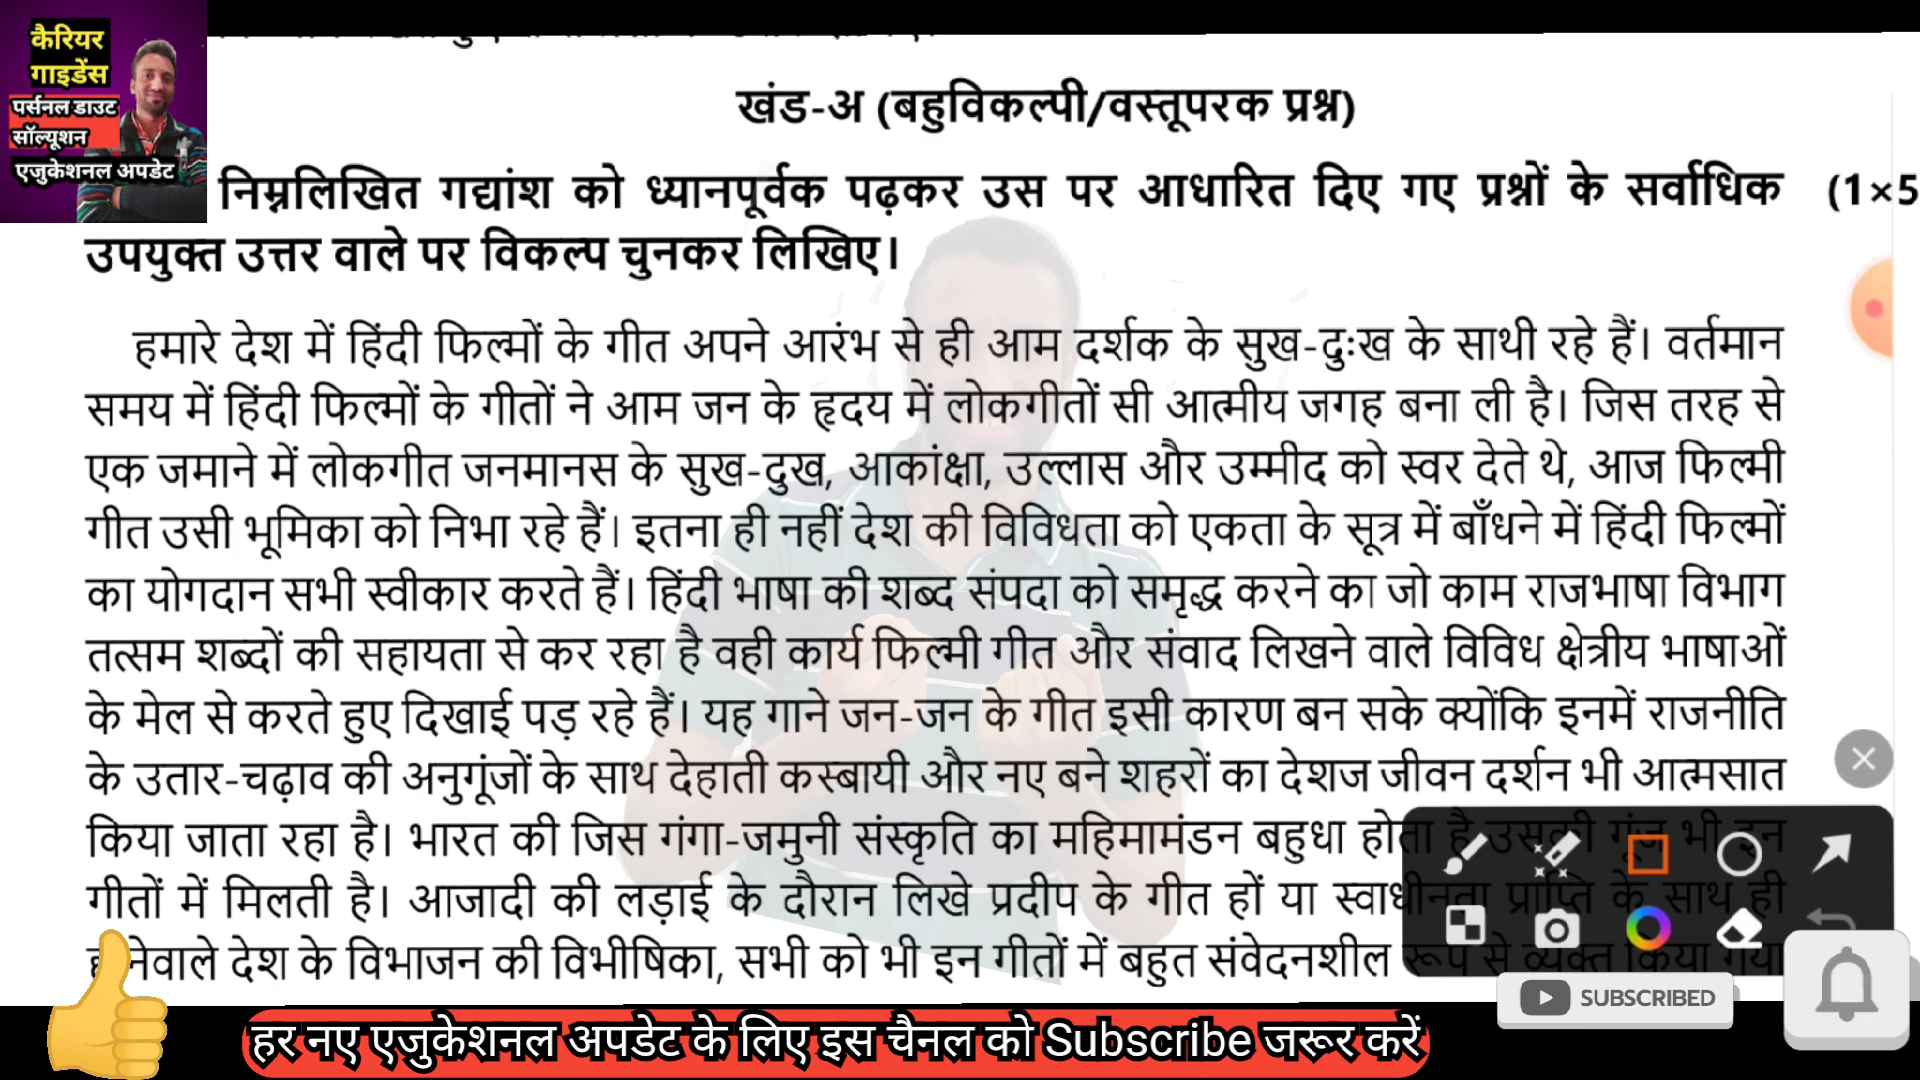 कैरियर
गाइडेंस
पर्सनल डाउट
सॉल्यूशन
एजुकेशनल अपडेट
खंड-अ (बहुविकल्पी/वस्तूपरक प्रश्न)
निम्नलिखित गद्यांश को ध्यानपूर्वक पढ़कर उस पर आधारित दिए गए प्रश्नों के सर्वाधिक (1×5
उपयुक्त उत्तर वाले पर विकल्प चुनकर लिखिए।
हमारे देश में हिंदी फिल्मों के गीत अपने आरंभ से ही आम दर्शक के सुख-दुःख के साथी रहे हैं। वर्तमान
समय में हिंदी फिल्मों के गीतों ने आम जन के हृदय में लोकगीतों सी आत्मीय जगह बना ली है। जिस तरह से
एक जमाने में लोकगीत जनमानस के सुख-दुख, आकांक्षा, उल्लास और उम्मीद को स्वर देते थे, आज फिल्मी
गीत उसी भूमिका को निभा रहे हैं। इतना ही नहीं देश की विविधता को एकता के सूत्र में बाँधने में हिंदी फिल्मों
का योगदान सभी स्वीकार करते हैं। हिंदी भाषा की शब्द संपदा को समृद्ध करने का जो काम राजभाषा विभाग
तत्सम शब्दों की सहायता से कर रहा है वही कार्य फिल्मी गीत और संवाद लिखने वाले विविध क्षेत्रीय भाषाओं
के मेल से करते हुए दिखाई पड़ रहे हैं। यह गाने जन-जन के गीत इसी कारण बन सके क्योंकि इनमें राजनीति
के उतार-चढ़ाव की अनुगूंजों के साथ देहाती कस्बायी और नए बने शहरों का देशज जीवन दर्शन भी आत्मसात
किया जाता रहा है। भारत की जिस गंगा-जमुनी संस्कृति का महिमामंडन बहुधा होता है उसकी गूंज भी इन
गीतों में मिलती है। आजादी की लड़ाई के दौरान लिखे प्रदीप के गीत हों या स्वाधीनता प्राप्ति के साथ ही
नेवाले देश के विभाजन की विभीषिका, सभी को भी इन गीतों में बहुत संवेदनशील रूप से व्यक्त किया गया
SUBSCRIBED
हर नए एजुकेशनल अपडेट के लिए इस चैनल को Subscribe जरूर करें